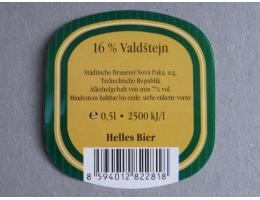 16 % Valdštejn
Städtische Brauerei Nová Paka, a.g.
Tschechische Republik
Alkoholgehalt von min 7% vol.
Mindestens haltbar bis ende: siehe etikette vorne
℮ 0,5l • 2500 kJ/l
Helles Bier
8 594012 822818